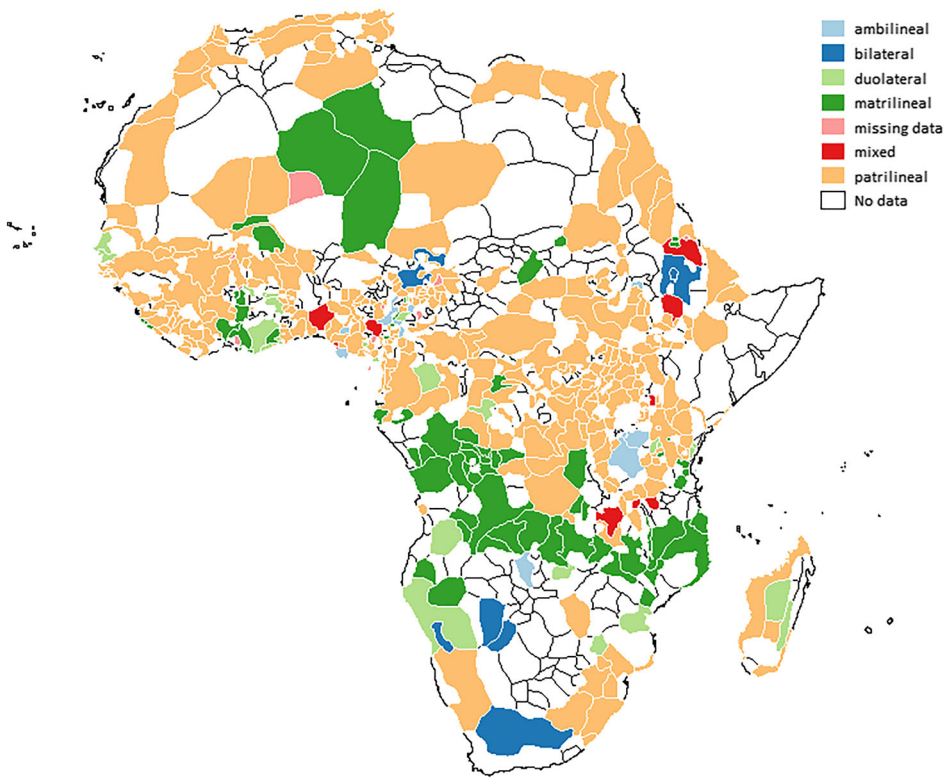 ambilineal
bilateral
duolateral
matrilineal
missing data
mixed
patrilineal
No data